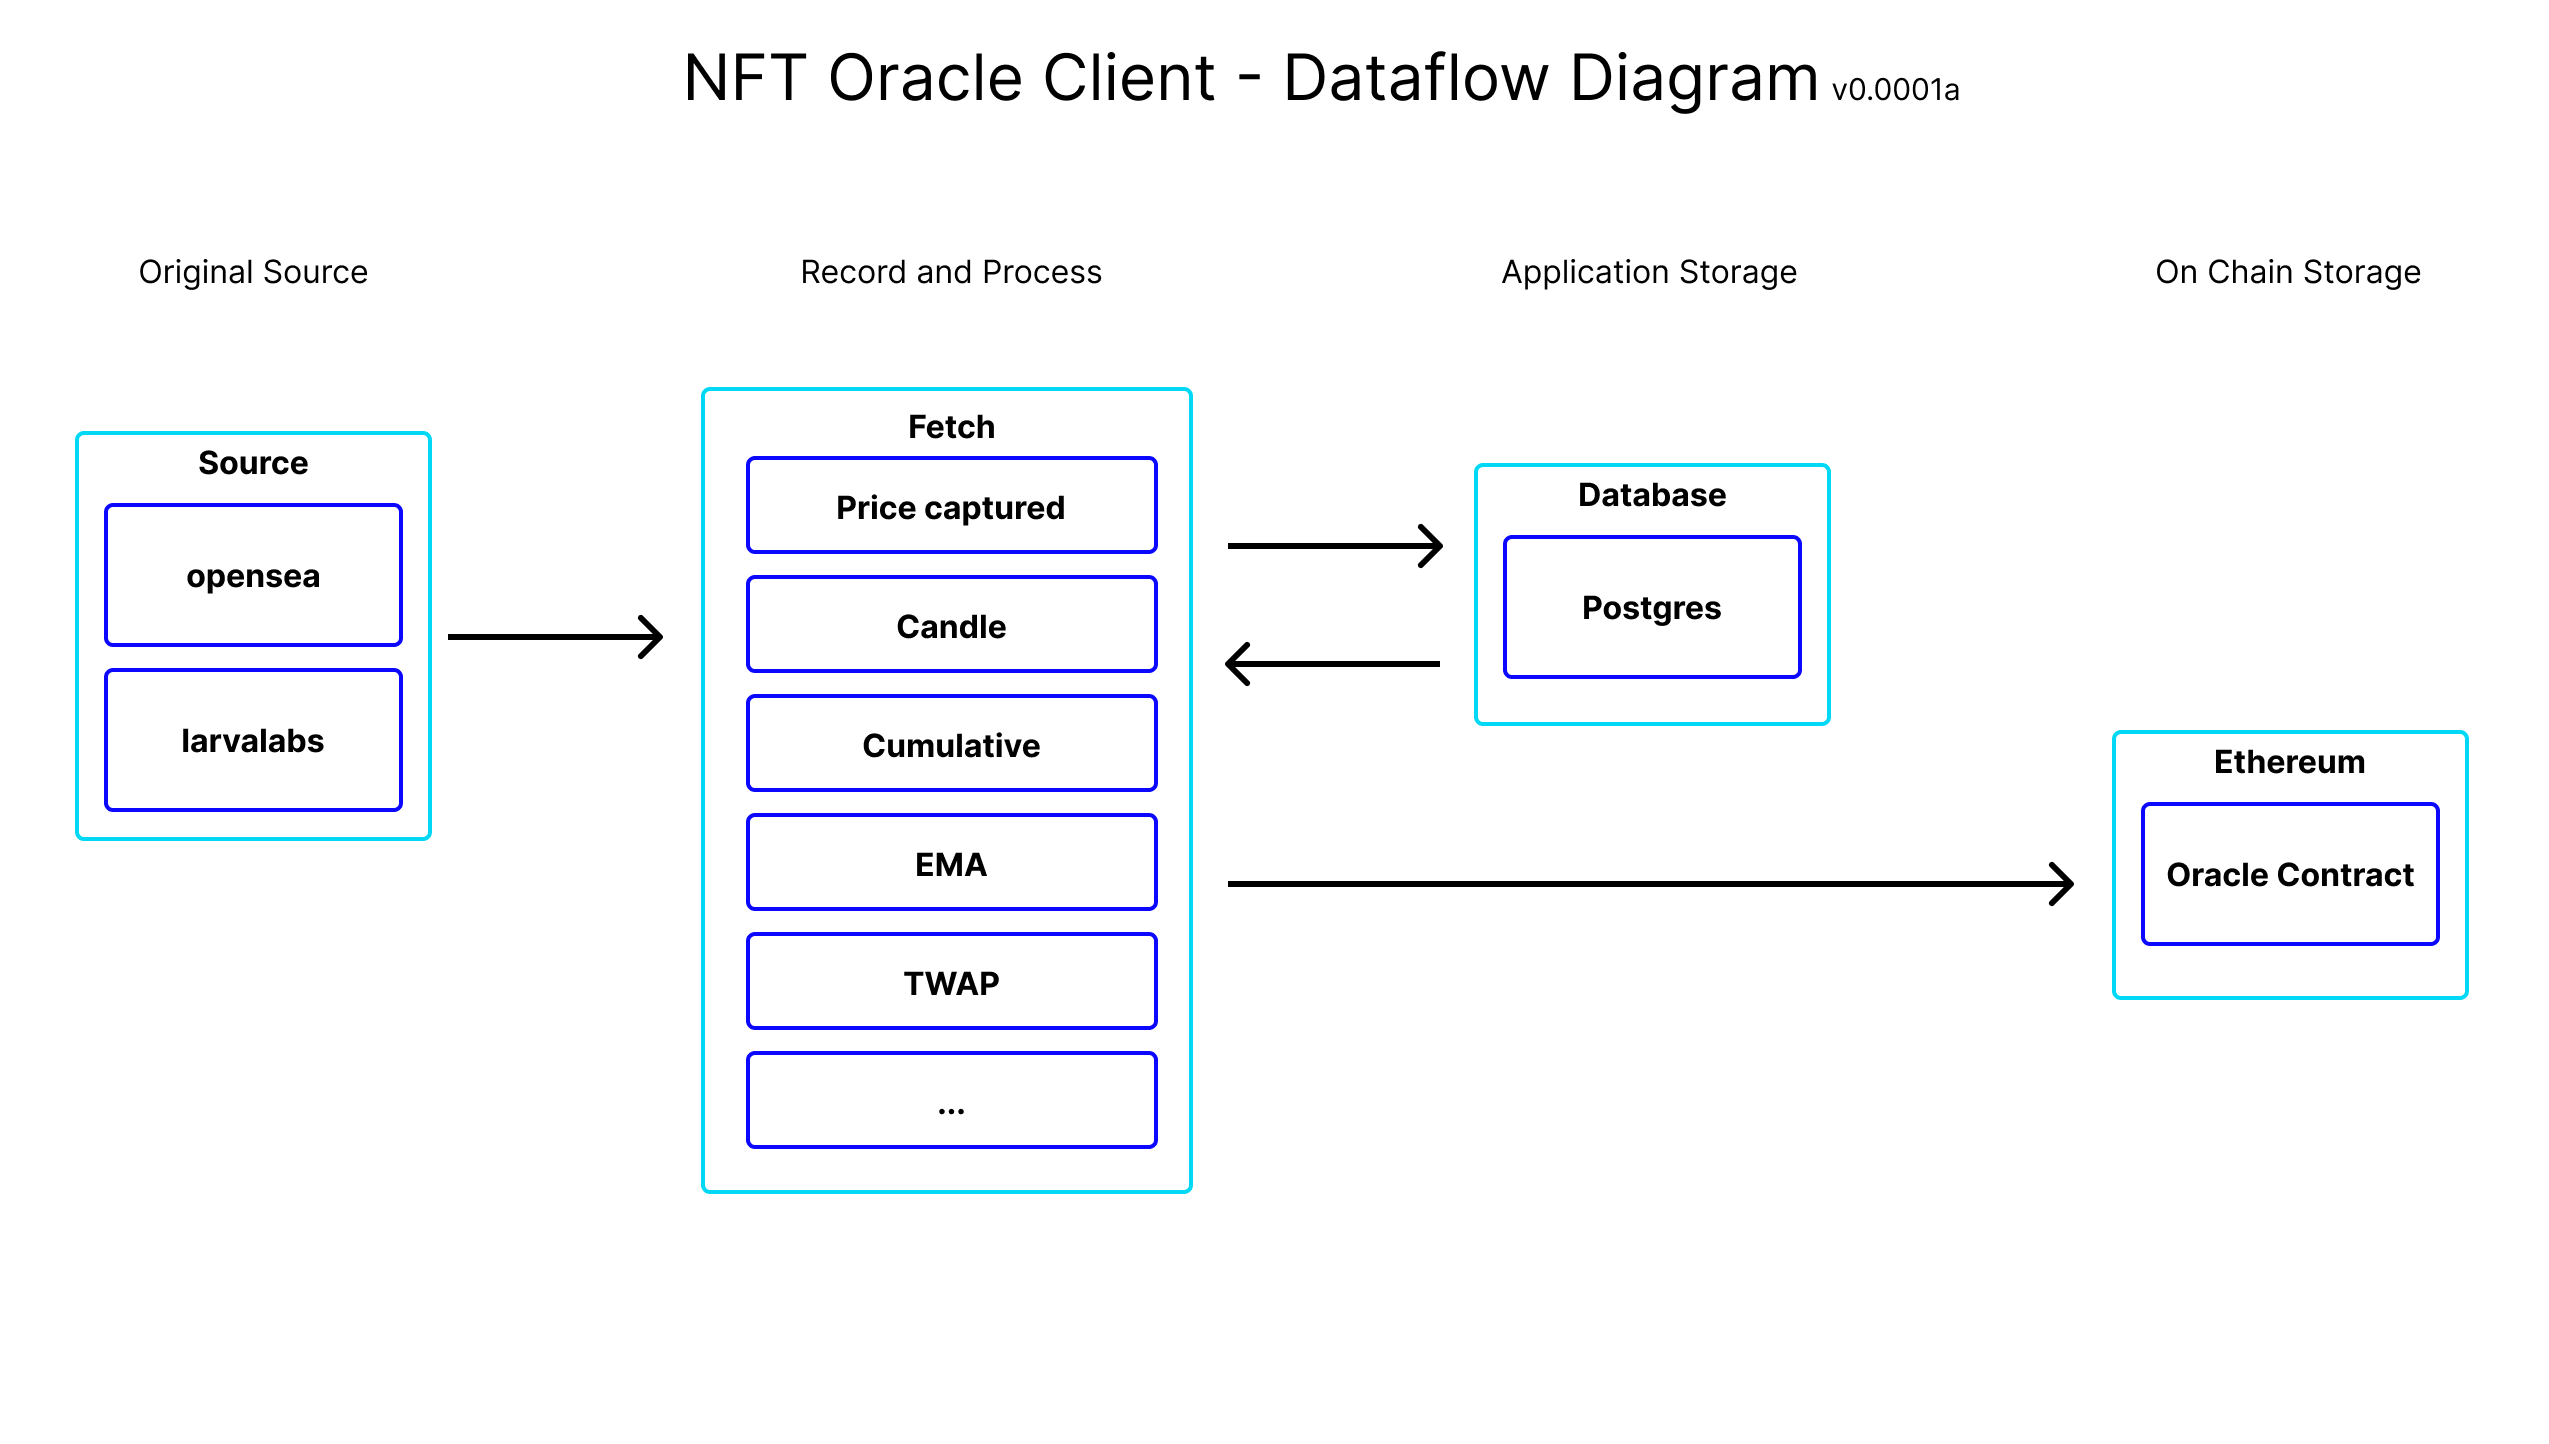 NFT Oracle Client - Dataflow Diagram v0.0001a
Original Source
Record and Process
Application Storage
On Chain Storage
Source
opensea
larvalabs
Fetch
Price captured
Candle
Cumulative
EMA
TWAP
...
Database
Postgres
Ethereum
Oracle Contract